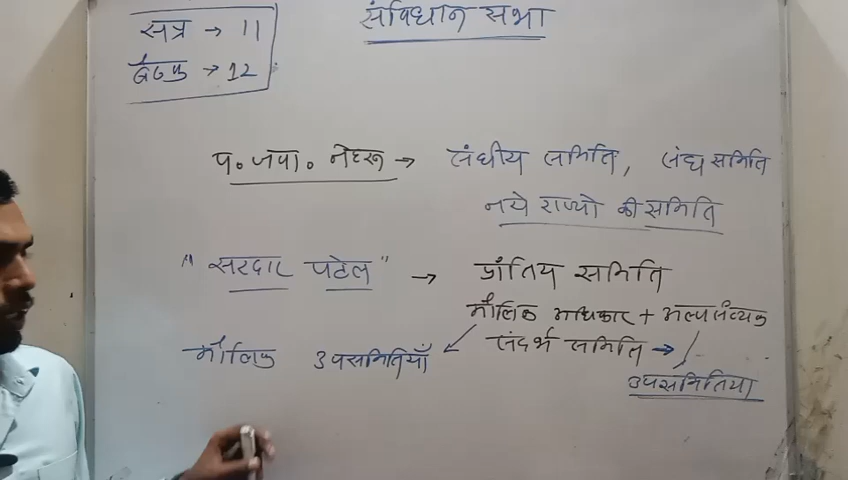 सत्र → 11
बैठक → 12
संविधान सभा
प. जवा. नेहरू → संघीय समिति, संघ समिति
नये राज्यो की समिति
"सरदार पटेल" → प्रांतिय समिति
मौलिक अधिकार + अल्पसंख्यक
संदर्भ समिति →
मौलिक उपसमितियाँ
उपसमितिया